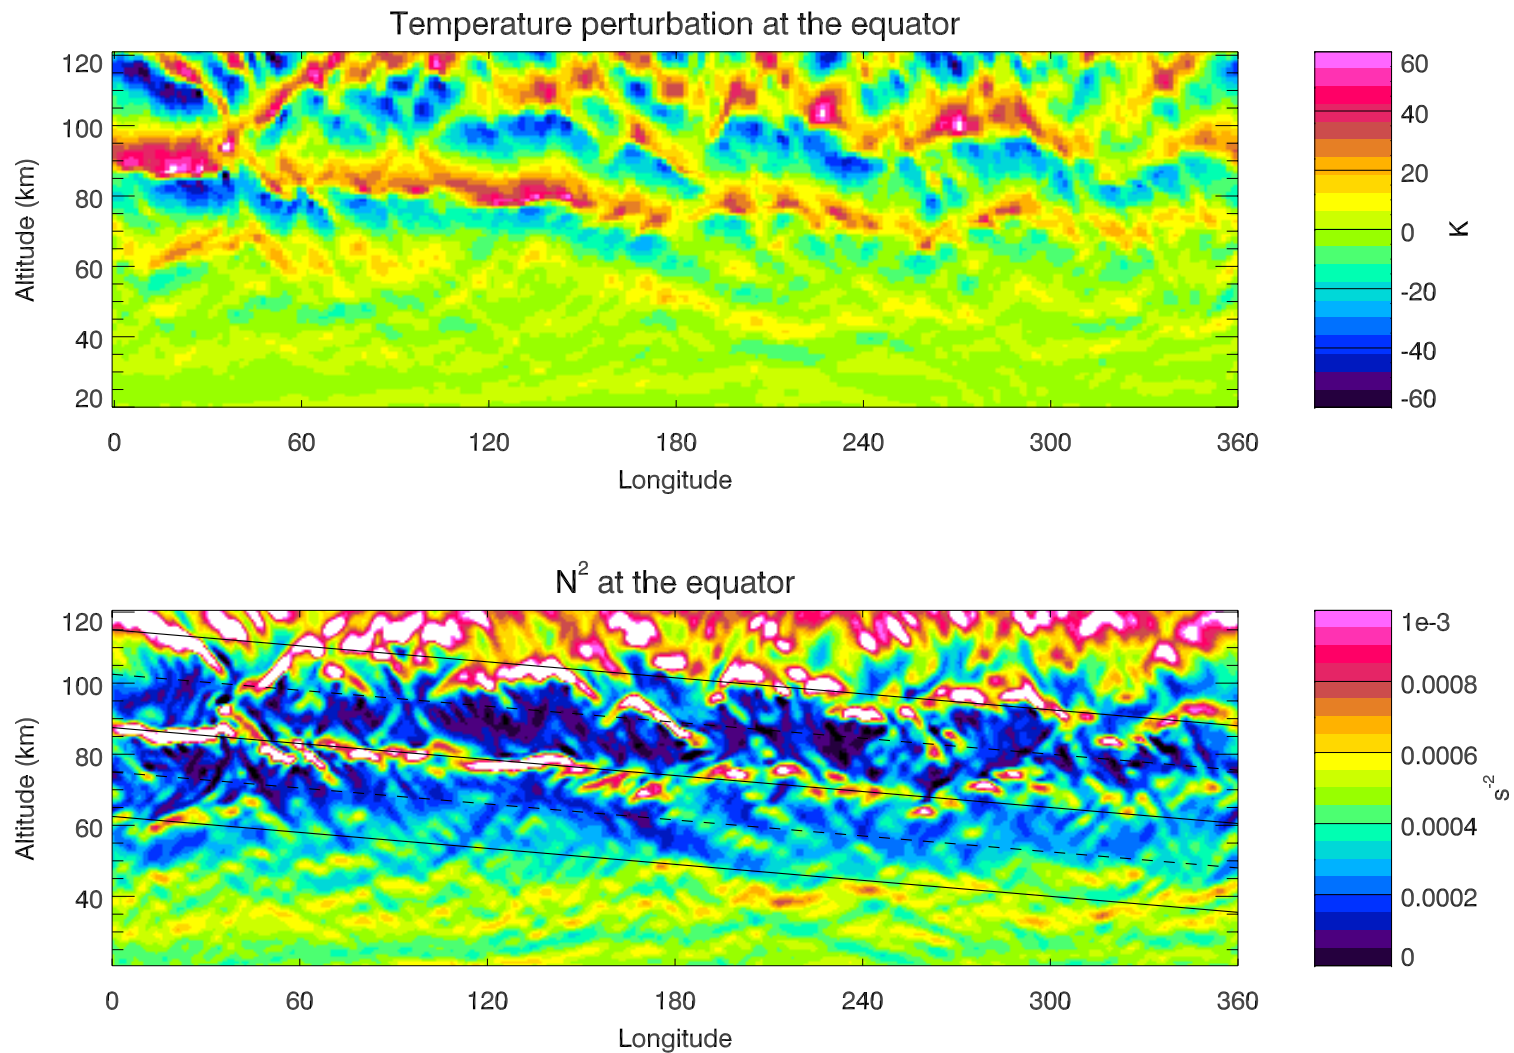 Temperature perturbation at the equator
120
100
80
60
40
20
Altitude (km)
0 60 120 180 240 300 360
Longitude
60
40
20
0
-20
-40
-60
K
N² at the equator
120
100
80
60
40
Altitude (km)
0 60 120 180 240 300 360
Longitude
1e-3
0.0008
0.0006
0.0004
0.0002
0
s⁻²